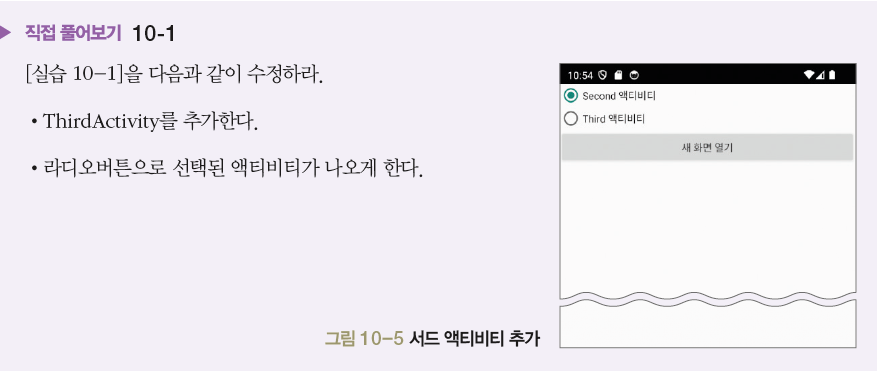 ▶ 직접 풀어보기 10-1
[실습 10-1]을 다음과 같이 수정하라.
• ThirdActivity를 추가한다.
• 라디오버튼으로 선택된 액티비티가 나오게 한다.
10:54
Second 액티비티
Third 액티비티
새 화면 열기
그림 10-5 서드 액티비티 추가